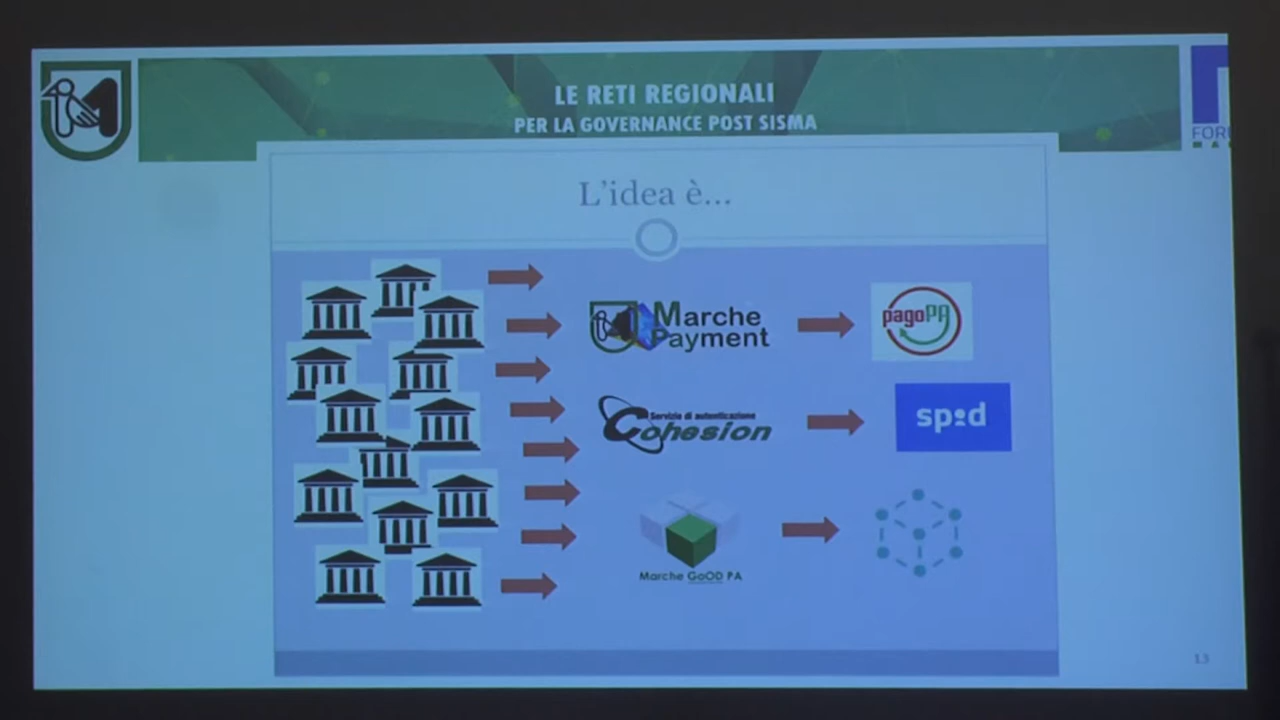 LE RETI REGIONALI
PER LA GOVERNANCE POST SISMA
L'idea è...
Marche
Payment
pagoPA
Servizio di autenticazione
Cohesion
sp:d
Marche GoOD PA
13